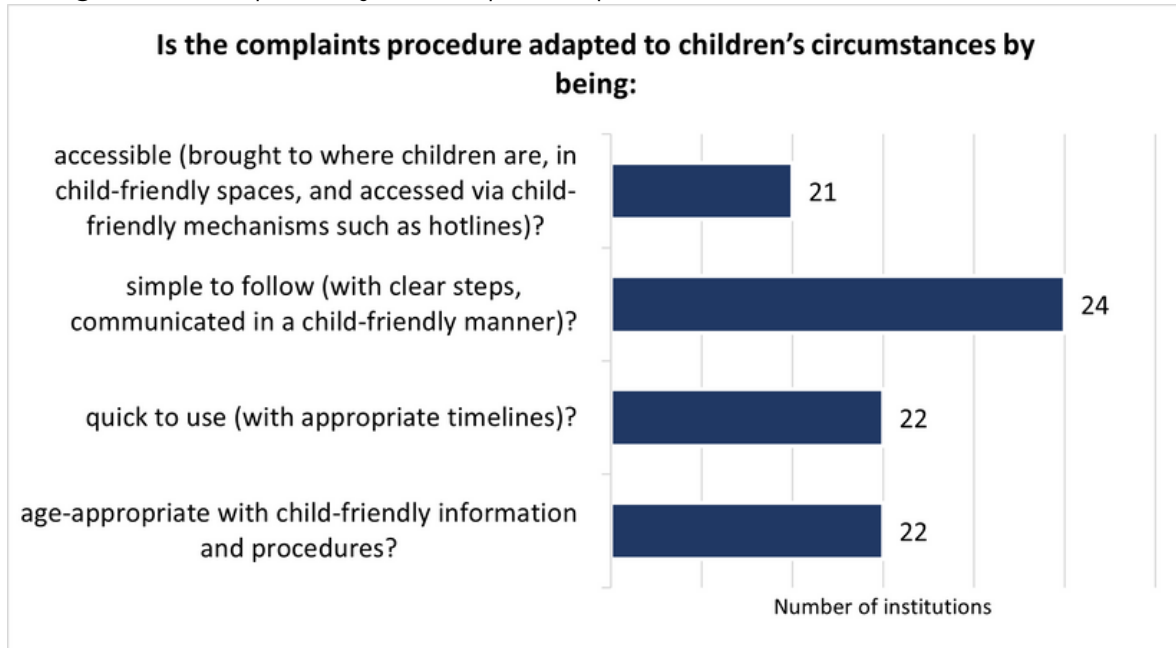 Is the complaints procedure adapted to children’s circumstances by
being:
accessible (brought to where children are, in
child-friendly spaces, and accessed via child-
friendly mechanisms such as hotlines)?
21
simple to follow (with clear steps,
communicated in a child-friendly manner)?
24
quick to use (with appropriate timelines)?
22
age-appropriate with child-friendly information
and procedures?
22
Number of institutions